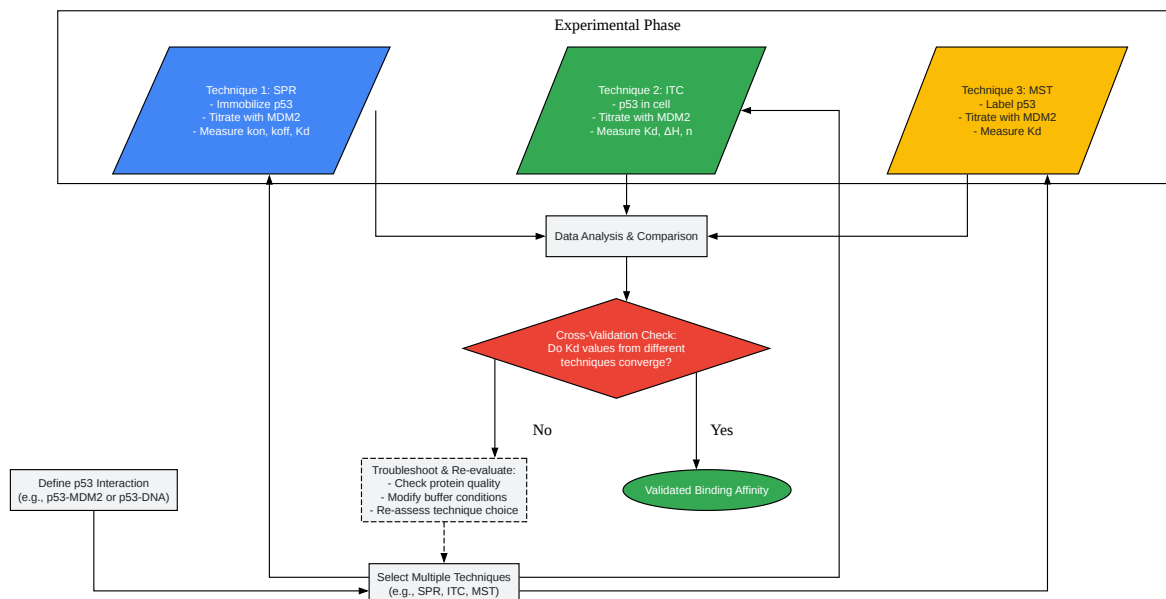 Experimental Phase
Technique 1: SPR
- Immobilize p53
- Titrate with MDM2
- Measure kon, koff, Kd
Technique 2: ITC
- p53 in cell
- Titrate with MDM2
- Measure Kd, ΔH, n
Technique 3: MST
- Label p53
- Titrate with MDM2
- Measure Kd
Data Analysis & Comparison
Cross-Validation Check:
Do Kd values from different
techniques converge?
No
Yes
Troubleshoot & Re-evaluate:
- Check protein quality
- Modify buffer conditions
- Re-assess technique choice
Validated Binding Affinity
Define p53 Interaction
(e.g., p53-MDM2 or p53-DNA)
Select Multiple Techniques
(e.g., SPR, ITC, MST)